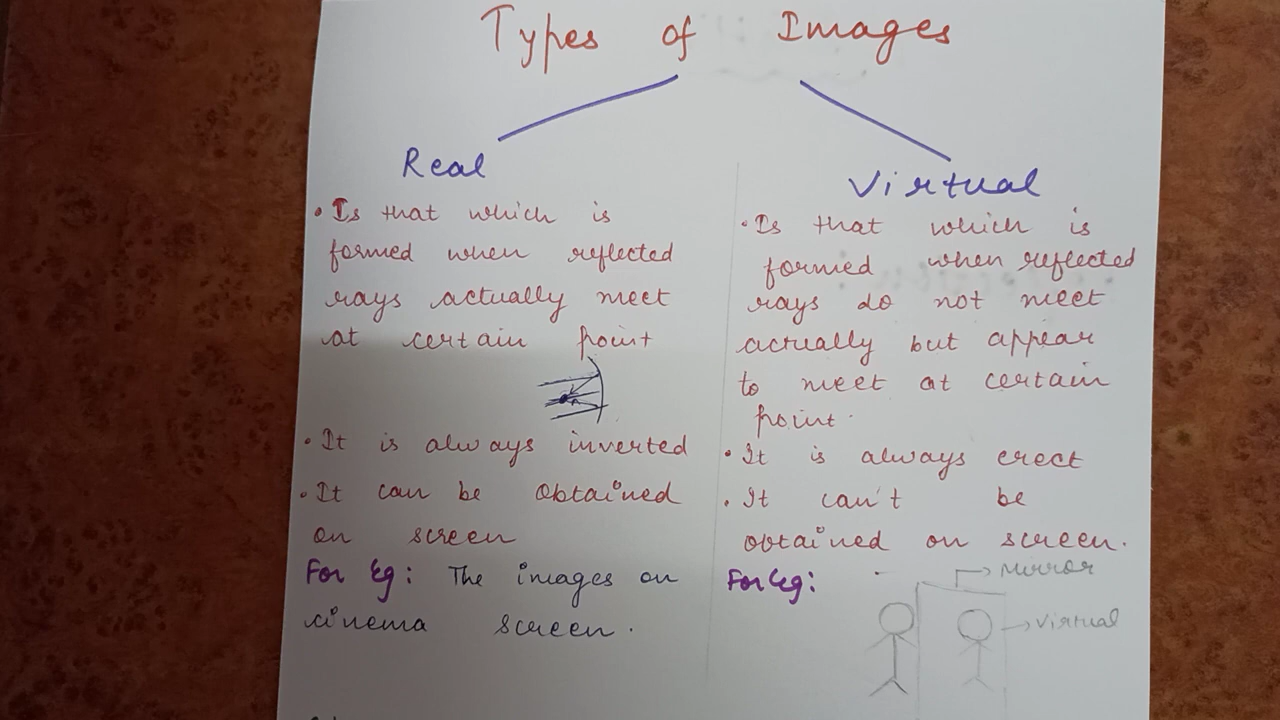 Types of Images
Real
• Is that which is
formed when reflected
rays actually meet
at certain point
• It is always inverted
• It can be obtained
on screen
For Eg: The images on
cinema screen.
Virtual
• Is that which is
formed when reflected
rays do not meet
actually but appear
to meet at certain
point.
• It is always erect
• It can't be
obtained on screen.
For Eg:
Mirror
Virtual